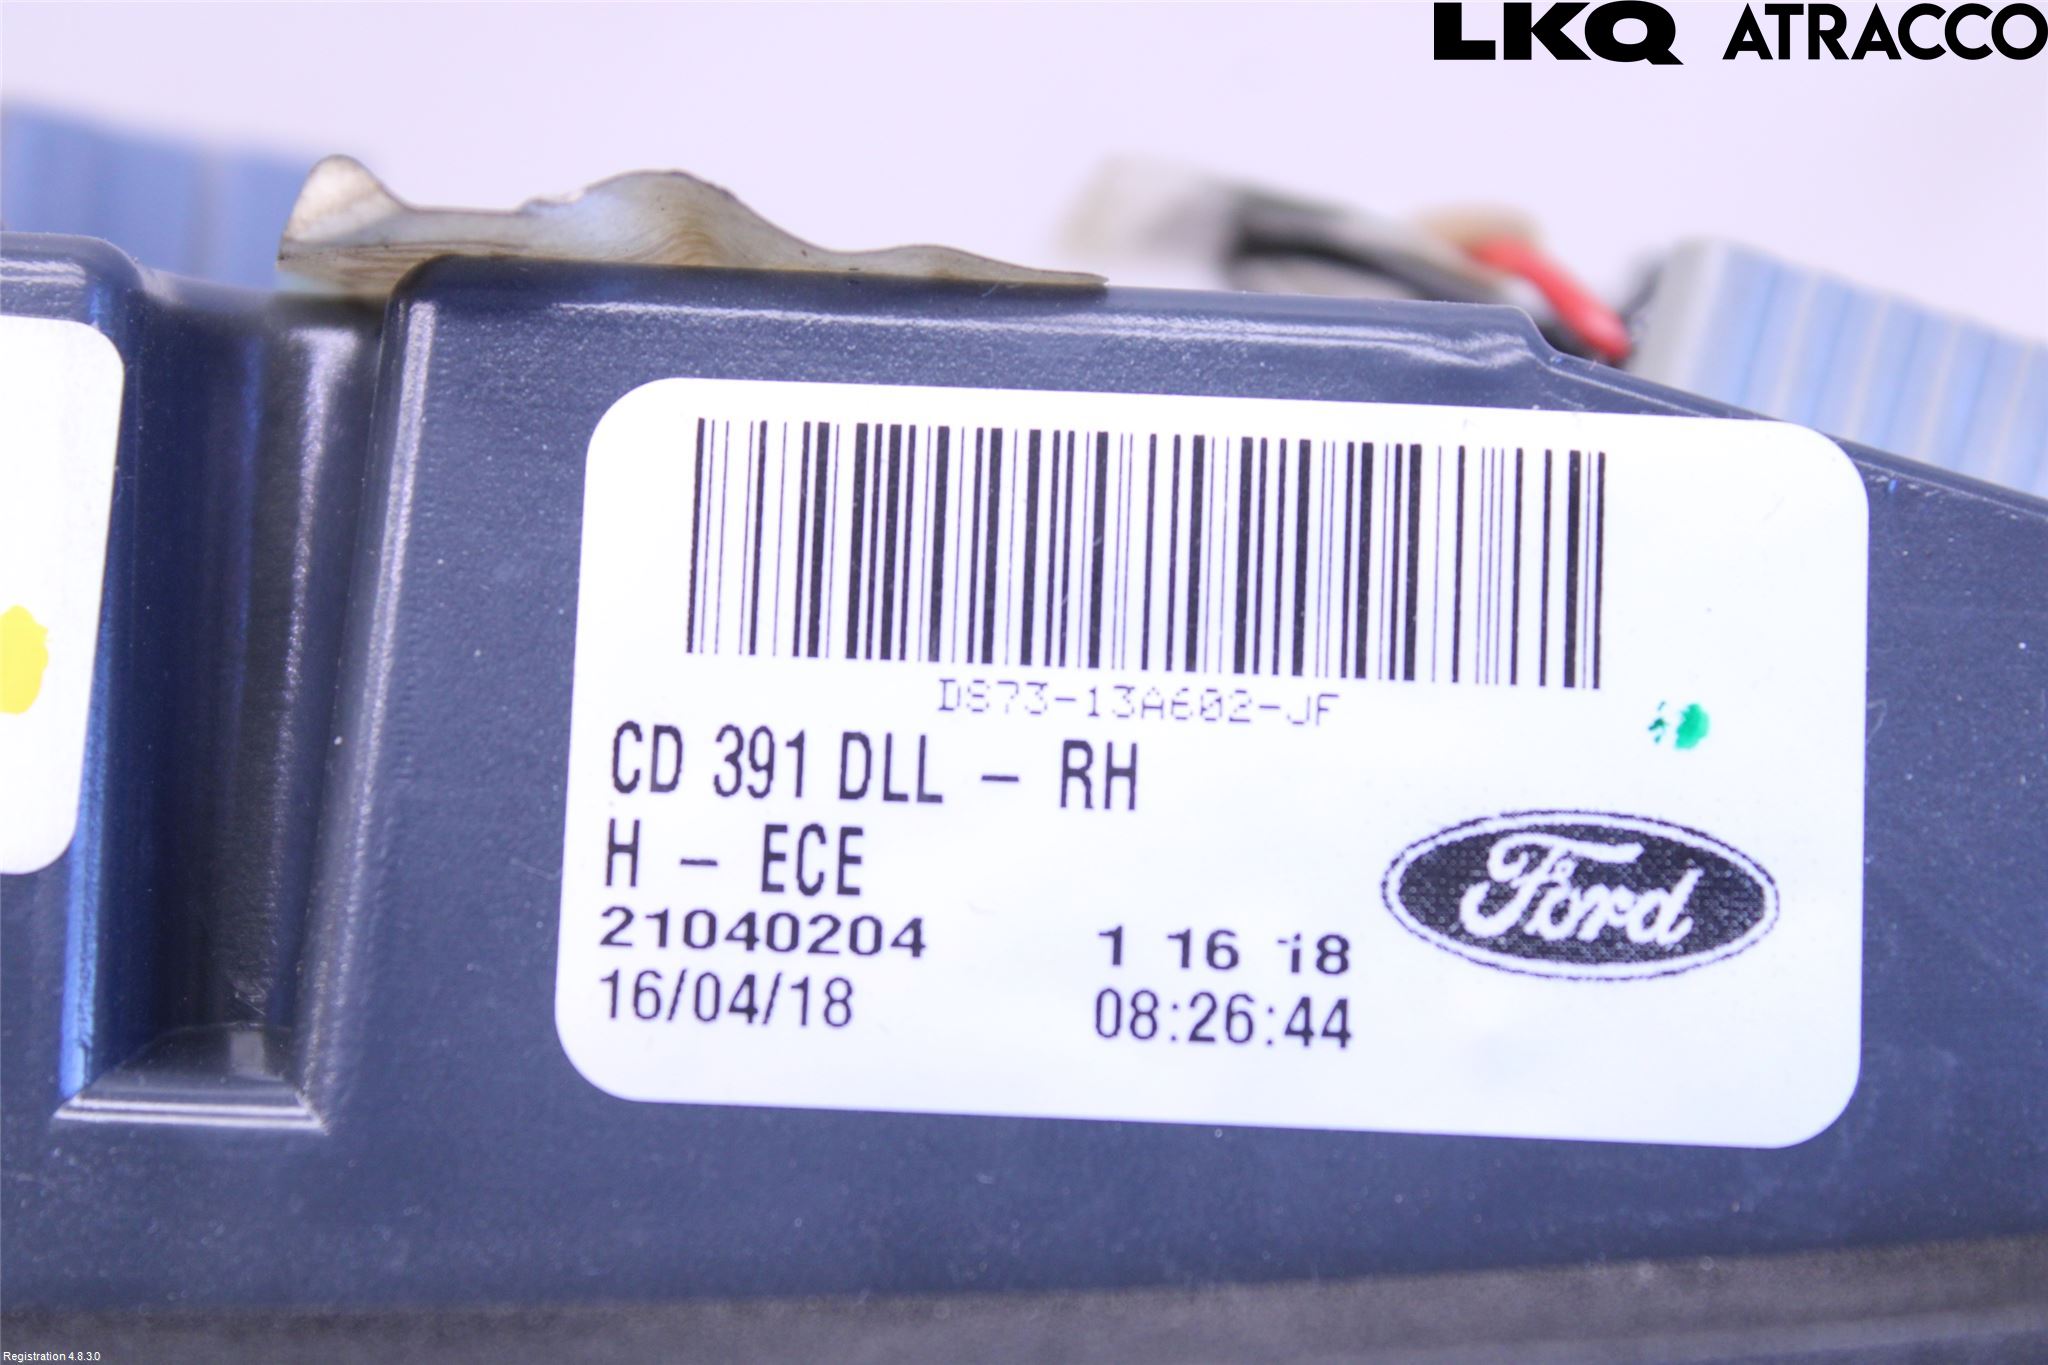 LKQ ATRACCO
DS73-13A602-JF
CD 391 DLL - RH
H - ECE
Ford
21040204 1 16 18
16/04/18 08:26:44
Registration 4.8.3.0